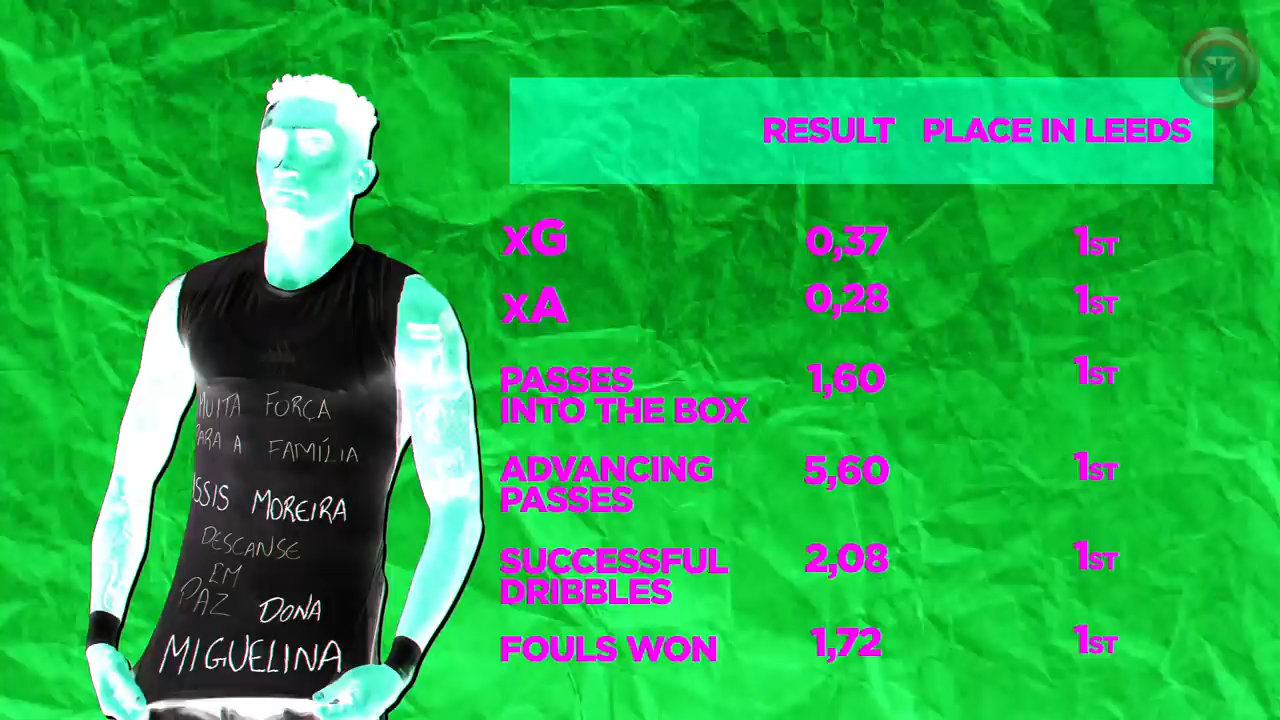 RESULT PLACE IN LEEDS
xG 0,37 1ST
xA 0,28 1ST
PASSES
INTO THE BOX 1,60 1ST
ADVANCING
PASSES 5,60 1ST
SUCCESSFUL
DRIBBLES 2,08 1ST
FOULS WON 1,72 1ST
MUITA FORÇA
PARA A FAMÍLIA
ISSIS MOREIRA
DESCANSE
EM
PAZ DONA
MIGUELINA